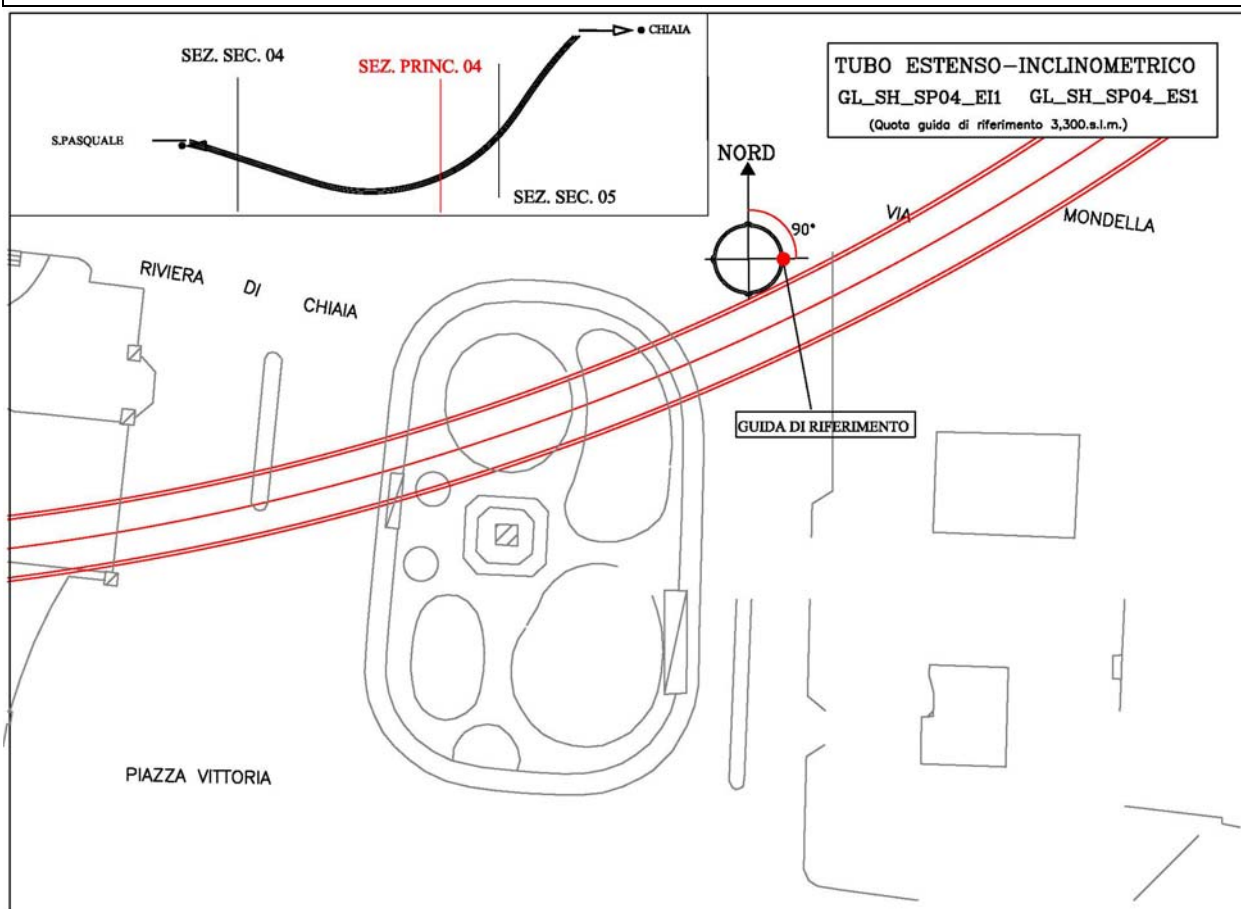 SEZ. SEC. 04
SEZ. PRINC. 04
CHIAIA
S.PASQUALE
SEZ. SEC. 05
TUBO ESTENSO-INCLINOMETRICO
GL_SH_SP04_EI1 GL_SH_SP04_ES1
(Quota guida di riferimento 3,300.s.l.m.)
NORD
90°
VIA MONDELLA
RIVIERA DI CHIAIA
GUIDA DI RIFERIMENTO
PIAZZA VITTORIA